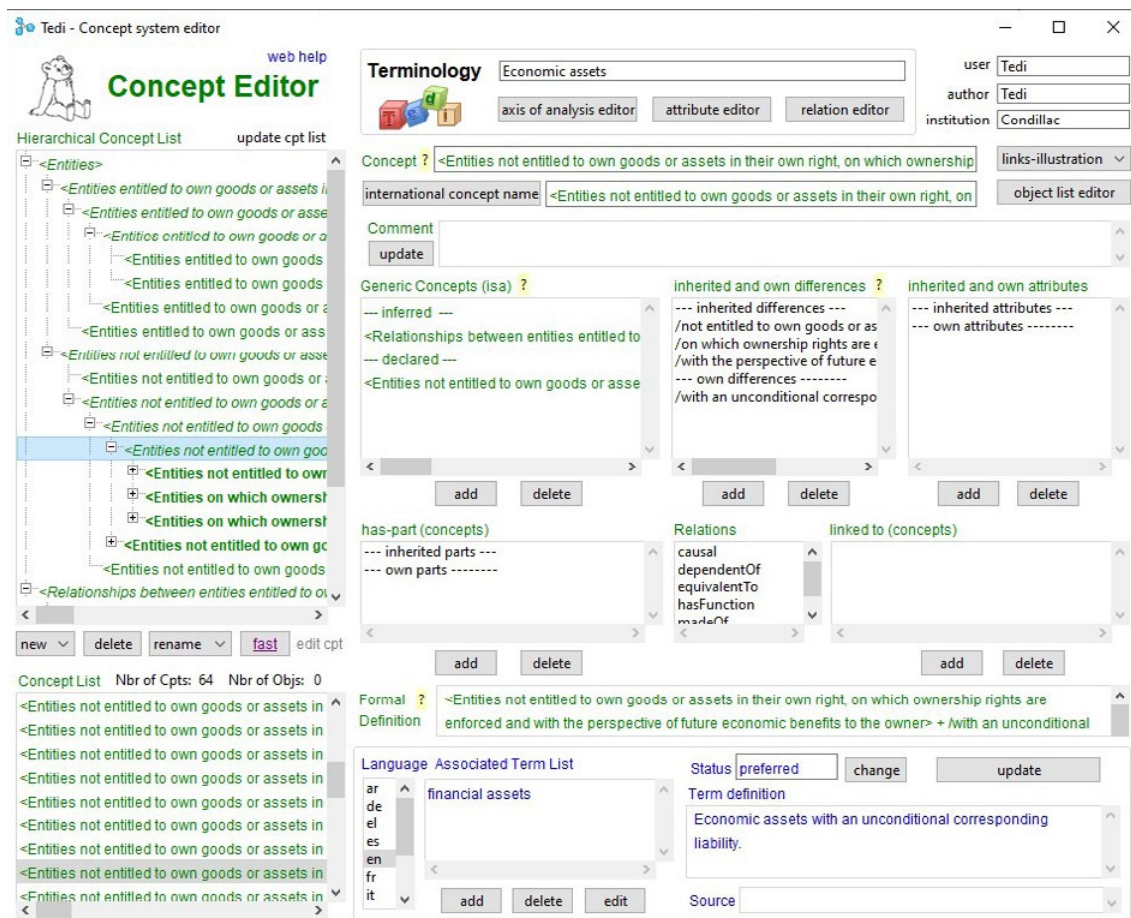 Tedi - Concept system editor
web help
Concept Editor
Hierarchical Concept List update cpt list
<Entities>
<Entities entitled to own goods or assets i
<Entities entitled to own goods or asse
<Entities entitled to own goods or a
<Entities entitled to own goods
<Entities entitled to own goods
<Entities entitled to own goods or a
<Entities entitled to own goods or ass
<Entities not entitled to own goods or asse
<Entities not entitled to own goods or
<Entities not entitled to own goods or a
<Entities not entitled to own goods
<Entities not entitled to own goo
<Entities not entitled to own
<Entities on which ownersh
<Entities on which ownersh
<Entities not entitled to own go
<Entities not entitled to own goods
<Relationships between entities entitled to ov
new delete rename fast edit cpt
Concept List Nbr of Cpts: 64 Nbr of Objs: 0
<Entities not entitled to own goods or assets in
<Entities not entitled to own goods or assets in
<Entities not entitled to own goods or assets in
<Entities not entitled to own goods or assets in
<Entities not entitled to own goods or assets in
<Entities not entitled to own goods or assets in
<Entities not entitled to own goods or assets in
<Entities not entitled to own goods or assets in
<Entities not entitled to own goods or assets in
Terminology Economic assets
Tedi
axis of analysis editor attribute editor relation editor
user Tedi
author Tedi
institution Condillac
Concept ? <Entities not entitled to own goods or assets in their own right, on which ownership
links-illustration
international concept name <Entities not entitled to own goods or assets in their own right, on
object list editor
Comment
update
Generic Concepts (isa) ?
--- inferred ---
<Relationships between entities entitled to
--- declared ---
<Entities not entitled to own goods or asse
add delete
inherited and own differences ?
--- inherited differences ---
/not entitled to own goods or as
/on which ownership rights are e
/with the perspective of future e
--- own differences --------
/with an unconditional correspo
add delete
inherited and own attributes
--- inherited attributes ---
--- own attributes --------
add delete
has-part (concepts)
--- inherited parts ---
--- own parts --------
add delete
Relations
causal
dependentOf
equivalentTo
hasFunction
madeOf
linked to (concepts)
add delete
Formal ? Definition
<Entities not entitled to own goods or assets in their own right, on which ownership rights are
enforced and with the perspective of future economic benefits to the owner> + /with an unconditional
Language Associated Term List
ar
de
el
es
en
fr
it
financial assets
add delete edit
Status preferred change update
Term definition
Economic assets with an unconditional corresponding
liability.
Source